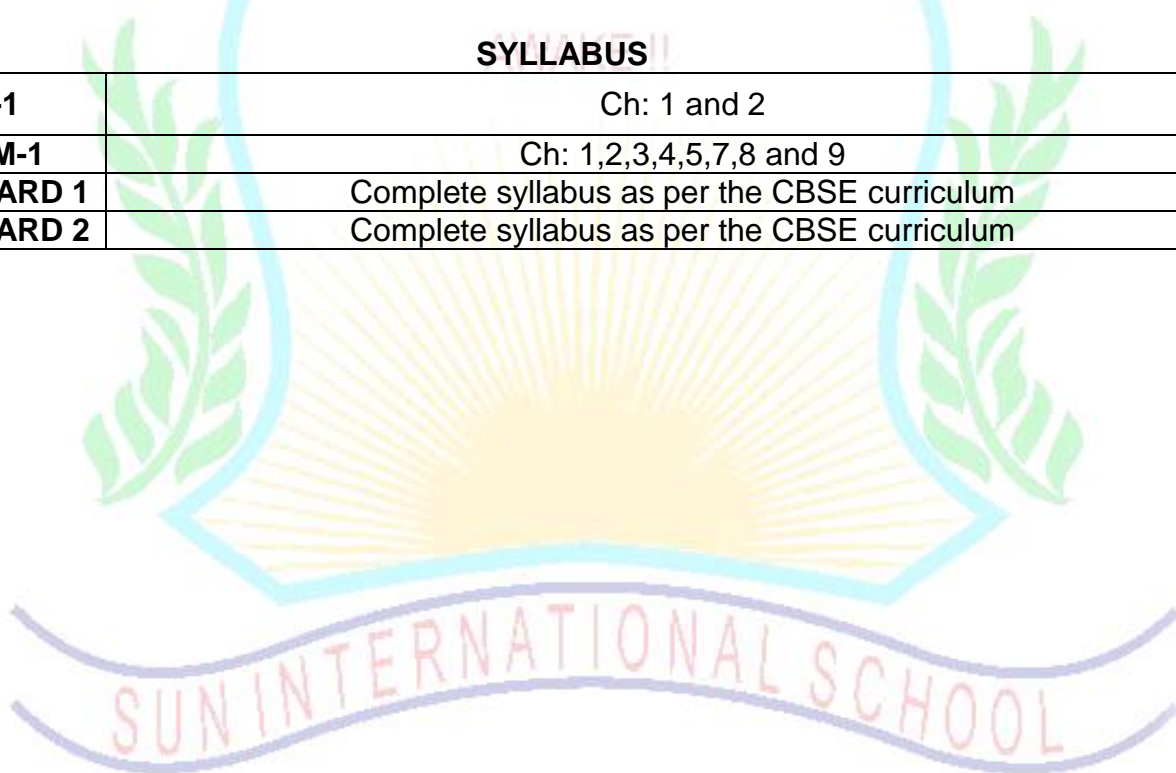 AWAKE !!
SYLLABUS
-1 Ch: 1 and 2
M-1 Ch: 1,2,3,4,5,7,8 and 9
ARD 1 Complete syllabus as per the CBSE curriculum
ARD 2 Complete syllabus as per the CBSE curriculum
SUN INTERNATIONAL SCHOOL